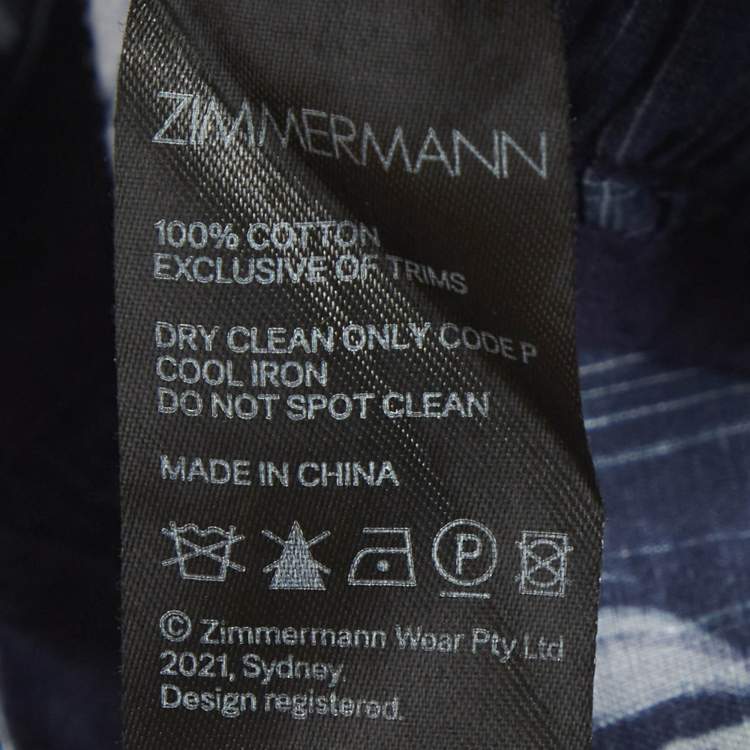 ZIMMERMANN
100% COTTON
EXCLUSIVE OF TRIMS
DRY CLEAN ONLY CODE P
COOL IRON
DO NOT SPOT CLEAN
MADE IN CHINA
P
© Zimmermann Wear Pty Ltd
2021, Sydney.
Design registered.